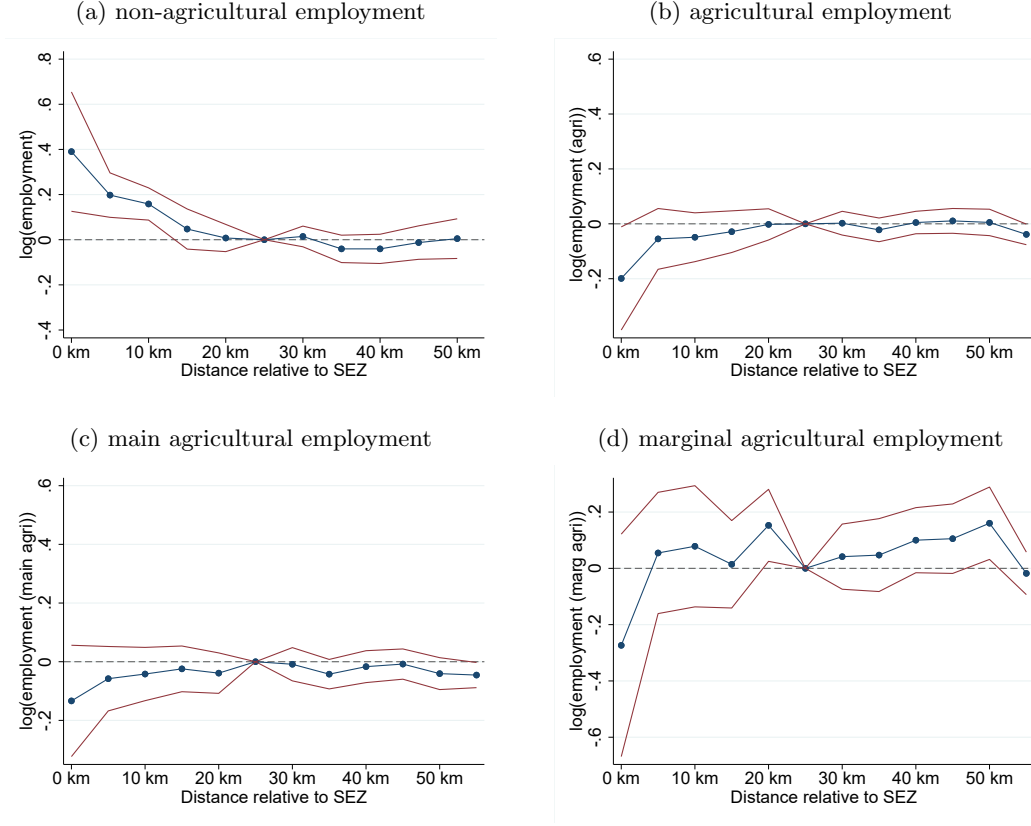 (a) non-agricultural employment
log(employment)
.8
.6
.4
.2
0
-.2
-.4
0 km 10 km 20 km 30 km 40 km 50 km
Distance relative to SEZ
(b) agricultural employment
log(employment (agri))
.6
.4
.2
0
-.2
0 km 10 km 20 km 30 km 40 km 50 km
Distance relative to SEZ
(c) main agricultural employment
log(employment (main agri))
.6
.4
.2
0
-.2
0 km 10 km 20 km 30 km 40 km 50 km
Distance relative to SEZ
(d) marginal agricultural employment
log(employment (marg agri))
.2
0
-.2
-.4
-.6
0 km 10 km 20 km 30 km 40 km 50 km
Distance relative to SEZ